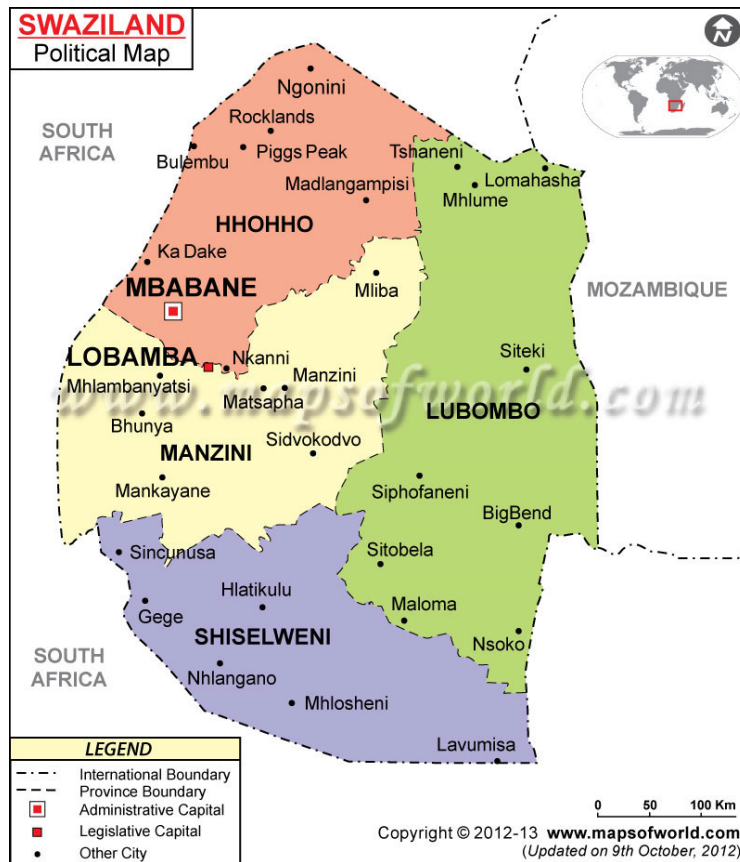 SWAZILAND
Political Map
N
Ngonini
Rocklands
SOUTH
AFRICA
Bulembu
Piggs Peak
Tshaneni
Lomahasha
Madlangampisi
Mhlume
HHOHHO
Ka Dake
MBABANE
Mliba
MOZAMBIQUE
LOBAMBA
Nkanni
Siteki
Mhlambanyatsi
Manzini
Matsapha
www.mapsofworld.com
LUBOMBO
Bhunya
MANZINI
Sidvokodvo
Mankayane
Siphofaneni
BigBend
Sincunusa
Sitobela
Hlatikulu
Gege
Maloma
SHISELWENI
Nsoko
SOUTH
AFRICA
Nhlangano
Mhlosheni
Lavumisa
LEGEND
International Boundary
Province Boundary
Administrative Capital
Legislative Capital
Other City
0 50 100 Km
Copyright © 2012-13 www.mapsofworld.com
(Updated on 9th October, 2012)